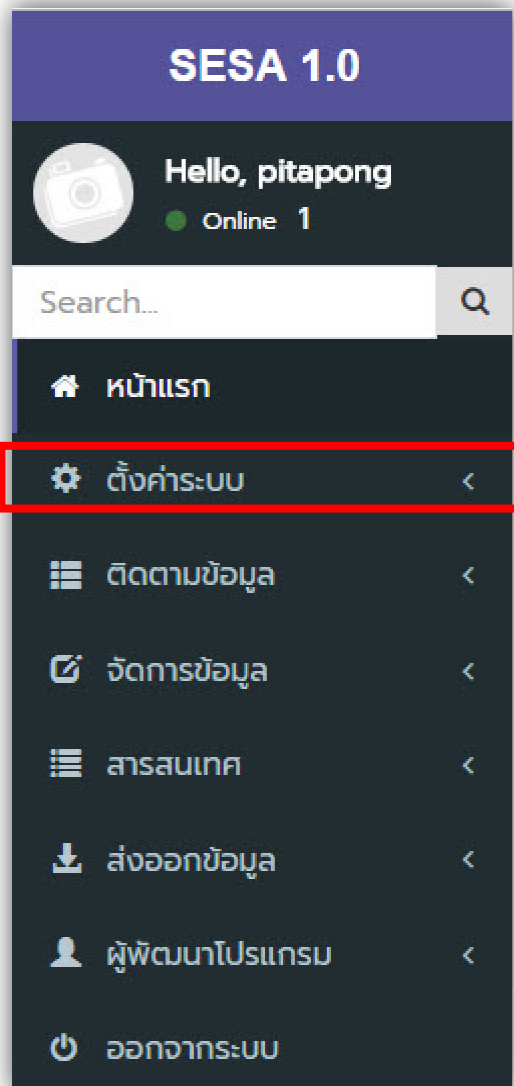 SESA 1.0
Hello, pitapong
Online 1
Search...
หน้าแรก
ตั้งค่าระบบ
ติดตามข้อมูล
จัดการข้อมูล
สารสนเทศ
ส่งออกข้อมูล
ผู้พัฒนาโปรแกรม
ออกจากระบบ